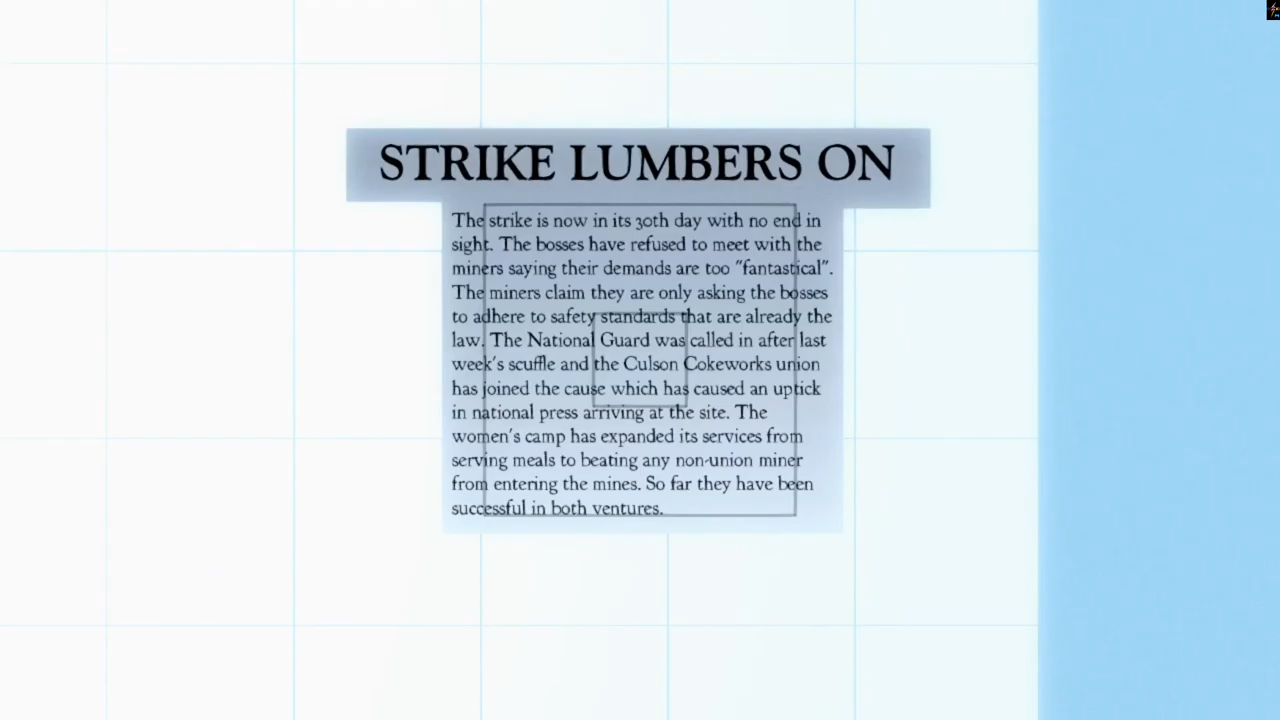 STRIKE LUMBERS ON
The strike is now in its 30th day with no end in
sight. The bosses have refused to meet with the
miners saying their demands are too "fantastical".
The miners claim they are only asking the bosses
to adhere to safety standards that are already the
law. The National Guard was called in after last
week's scuffle and the Culson Cokeworks union
has joined the cause which has caused an uptick
in national press arriving at the site. The
women's camp has expanded its services from
serving meals to beating any non-union miner
from entering the mines. So far they have been
successful in both ventures.